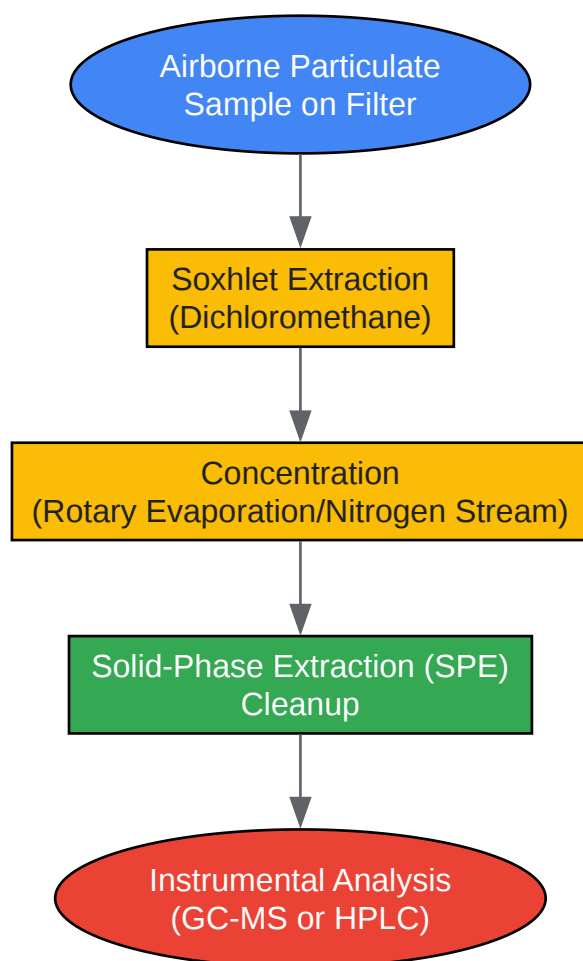 Airborne Particulate
Sample on Filter
Soxhlet Extraction
(Dichloromethane)
Concentration
(Rotary Evaporation/Nitrogen Stream)
Solid-Phase Extraction (SPE)
Cleanup
Instrumental Analysis
(GC-MS or HPLC)